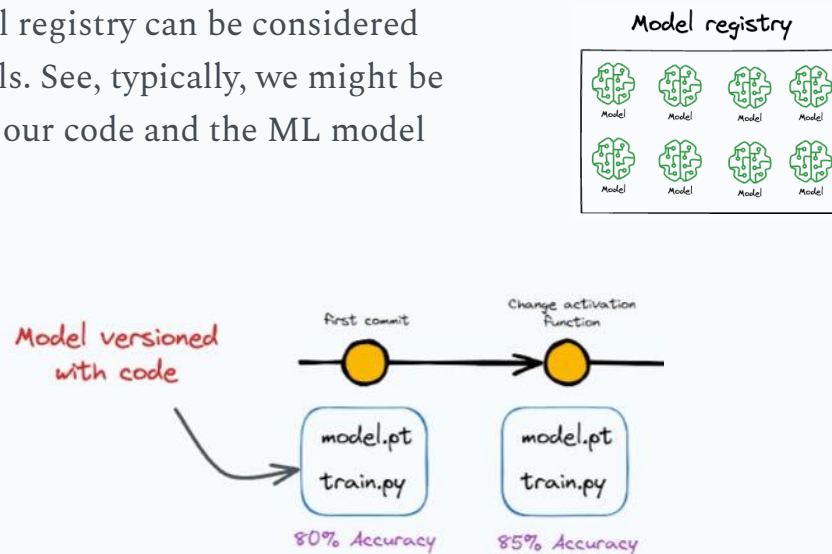 l registry can be considered
ls. See, typically, we might be
our code and the ML model
Model registry
Model Model Model Model
Model Model Model Model
Model versioned
with code
first commit
Change activation
function
model.pt
train.py
model.pt
train.py
80% Accuracy
85% Accuracy